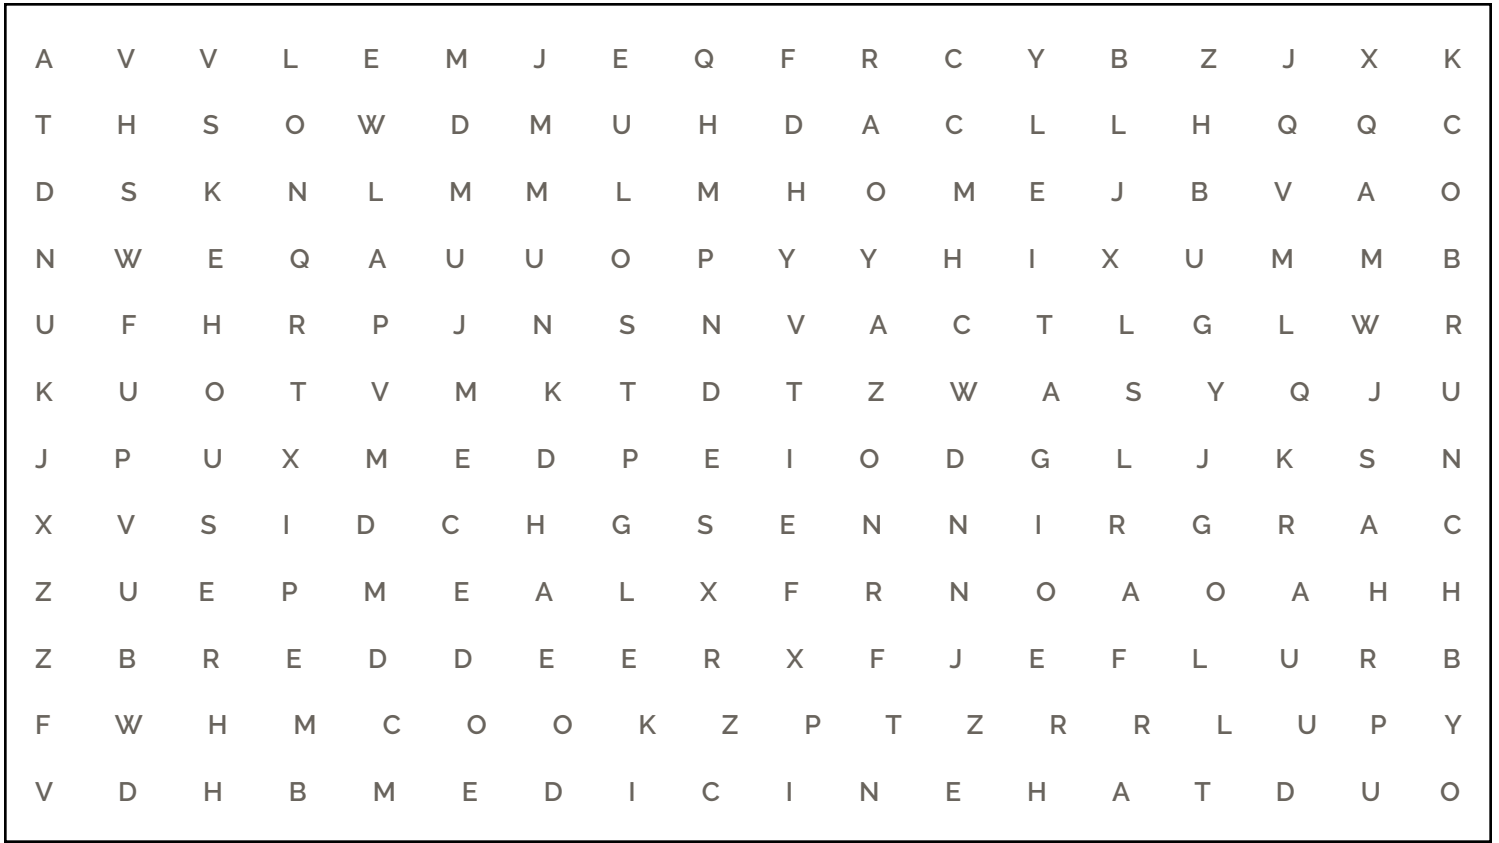 A V V L E M J E Q F R C Y B Z J X K
T H S O W D M U H D A C L L H Q Q C
D S K N L M M L M H O M E J B V A O
N W E Q A U U O P Y Y H I X U M M B
U F H R P J N S N V A C T L G L W R
K U O T V M K T D T Z W A S Y Q J U
J P U X M E D P E I O D G L J K S N
X V S I D C H G S E N N I R G R A C
Z U E P M E A L X F R N O A O A H H
Z B R E D D E E R X F J E F L U R B
F W H M C O O K Z P T Z R R L U P Y
V D H B M E D I C I N E H A T D U O